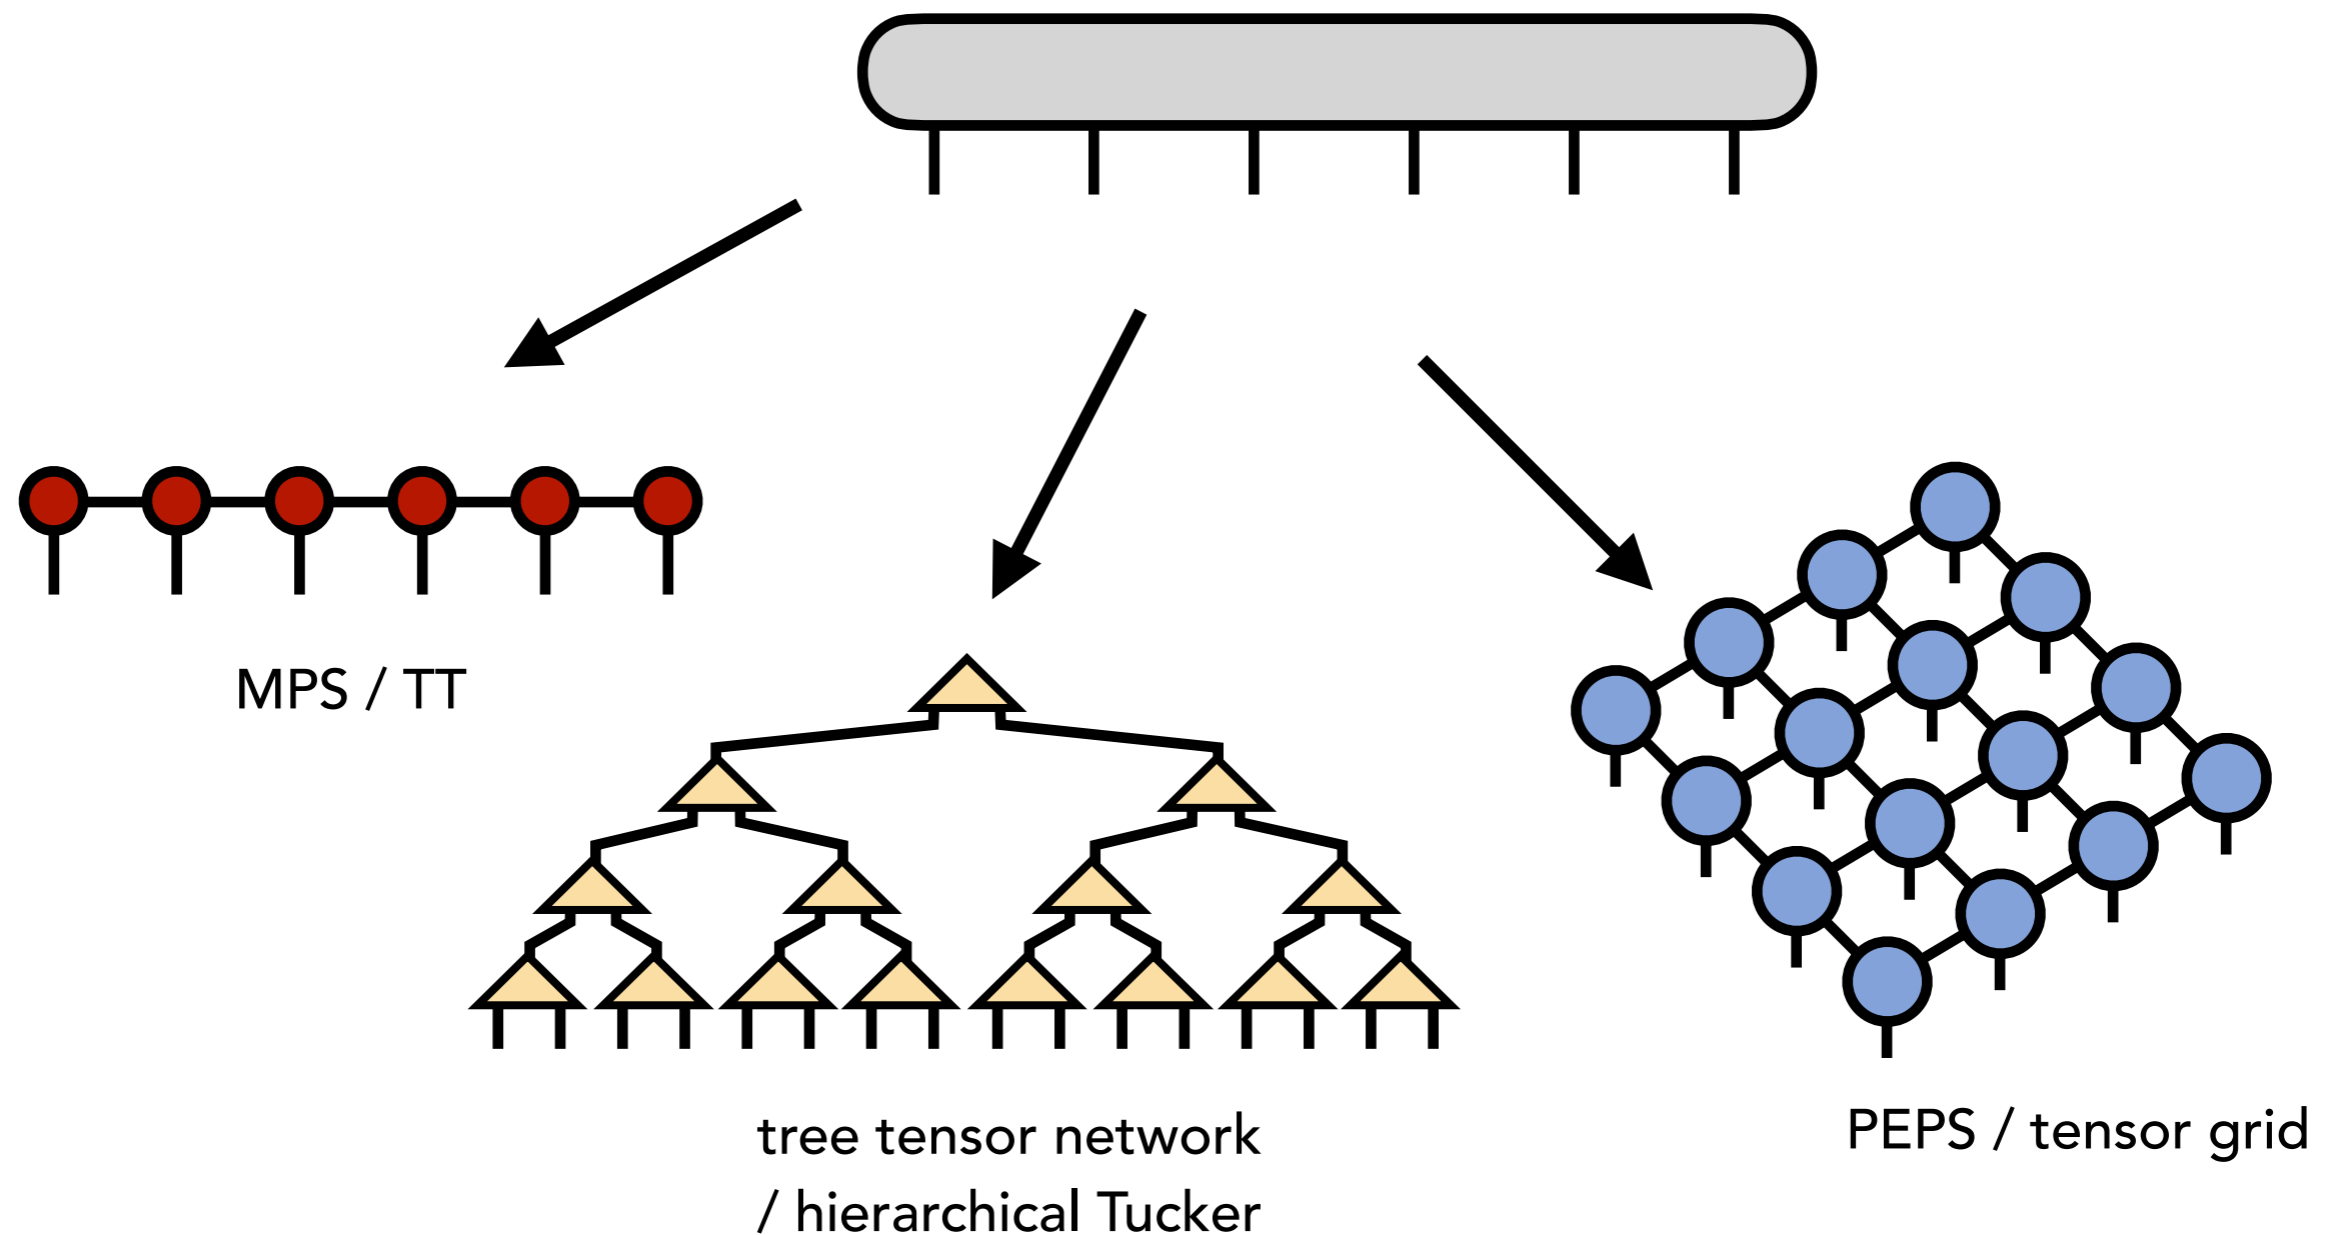 MPS / TT
tree tensor network
/ hierarchical Tucker
PEPS / tensor grid